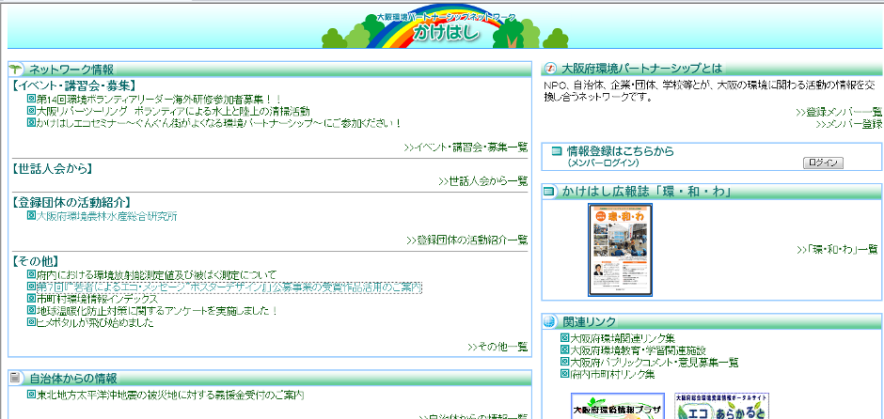 大阪環境パートナーシップネットワーク
かけはし
ネットワーク情報
【イベント・講習会・募集】
第14回環境ボランティアリーダー海外研修参加者募集！！
大阪リバーツーリング ボランティアによる水上と陸上の清掃活動
かけはしエコセミナー～ぐんぐん街がよくなる環境パートナーシップ～にご参加ください！
>>イベント・講習会・募集一覧
【世話人会から】
>>世話人会から一覧
【登録団体の活動紹介】
大阪府環境農林水産総合研究所
>>登録団体の活動紹介一覧
【その他】
府内における環境放射能測定値及び被ばく測定について
第7回『“若者によるエコ・メッセージ”ポスターデザイン』公募事業の受賞作品活用のご案内
市町村環境情報インデックス
地球温暖化防止対策に関するアンケートを実施しました！
ヒメボタルが飛び始めました
>>その他一覧
自治体からの情報
東北地方太平洋沖地震の被災地に対する義援金受付のご案内
>>自治体からの情報一覧
大阪府環境パートナーシップとは
NPO、自治体、企業・団体、学校等とが、大阪の環境に関わる活動の情報を交
換し合うネットワークです。
>>登録メンバー一覧
>>メンバー登録
情報登録はこちらから
(メンバーログイン)
ログイン
かけはし広報誌「環・和・わ」
環・和・わ
>>「環・和・わ」一覧
関連リンク
大阪府環境関連リンク集
大阪府環境教育・学習関連施設
大阪府パブリックコメント・意見募集一覧
府内市町村リンク集
大阪府環境情報プラザ
エコ あらかると